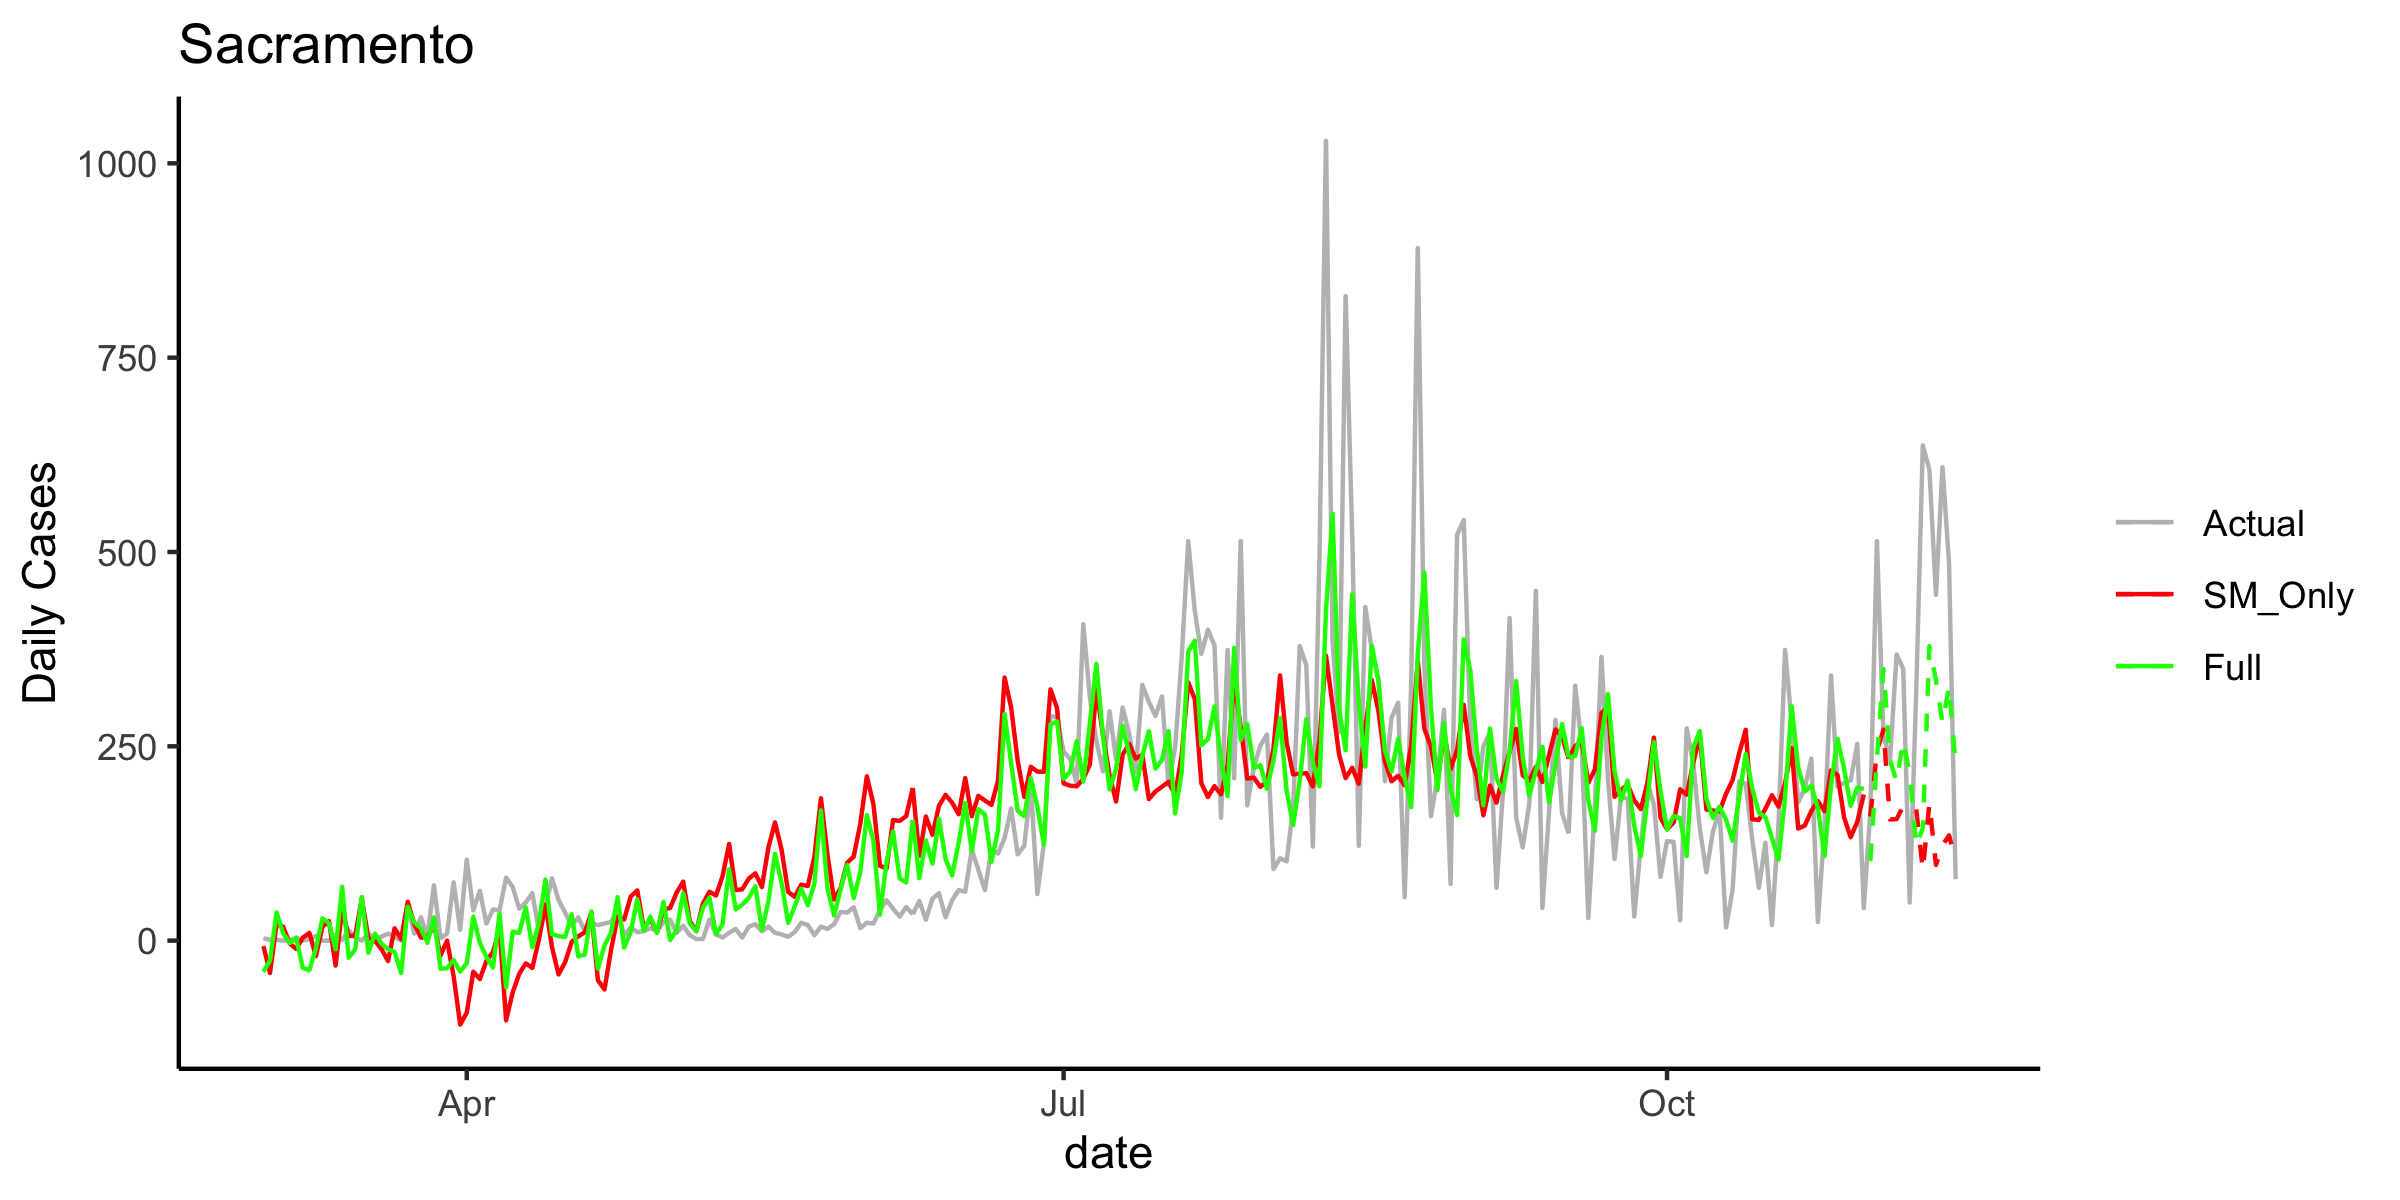 Sacramento
Daily Cases
1000
750
500
250
0
Apr
Jul
Oct
date
Actual
SM_Only
Full